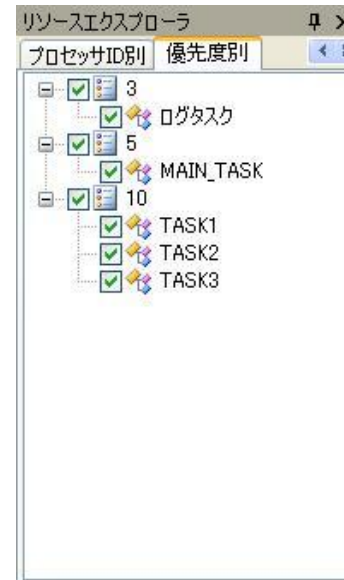 リソースエクスプローラ
プロセッサID別 優先度別
3
ログタスク
5
MAIN_TASK
10
TASK1
TASK2
TASK3